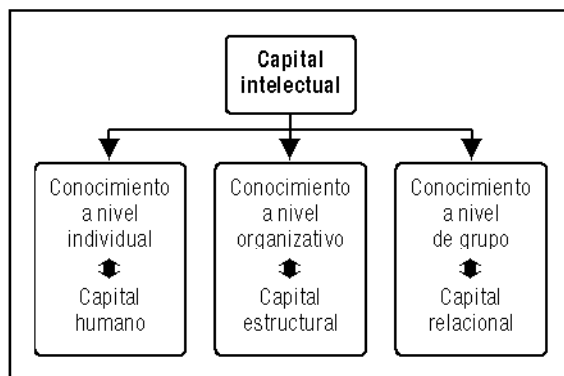 Capital
intelectual
Conocimiento
a nivel
individual
Capital
humano
Conocimiento
a nivel
organizativo
Capital
estructural
Conocimiento
a nivel
de grupo
Capital
relacional